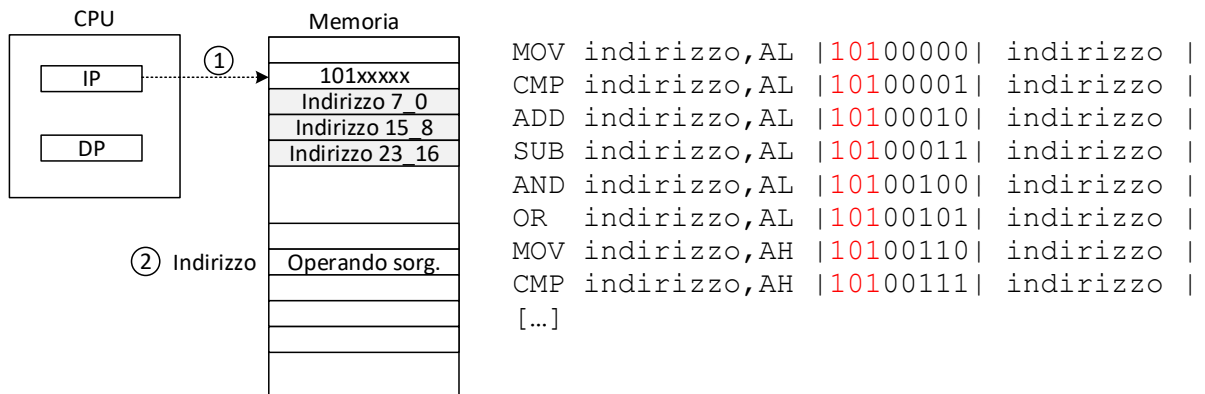 CPU
Memoria
①
IP
DP
101xxxxx
Indirizzo 7_0
Indirizzo 15_8
Indirizzo 23_16
② Indirizzo
Operando sorg.
MOV indirizzo,AL |10100000| indirizzo |
CMP indirizzo,AL |10100001| indirizzo |
ADD indirizzo,AL |10100010| indirizzo |
SUB indirizzo,AL |10100011| indirizzo |
AND indirizzo,AL |10100100| indirizzo |
OR  indirizzo,AL |10100101| indirizzo |
MOV indirizzo,AH |10100110| indirizzo |
CMP indirizzo,AH |10100111| indirizzo |
[…]